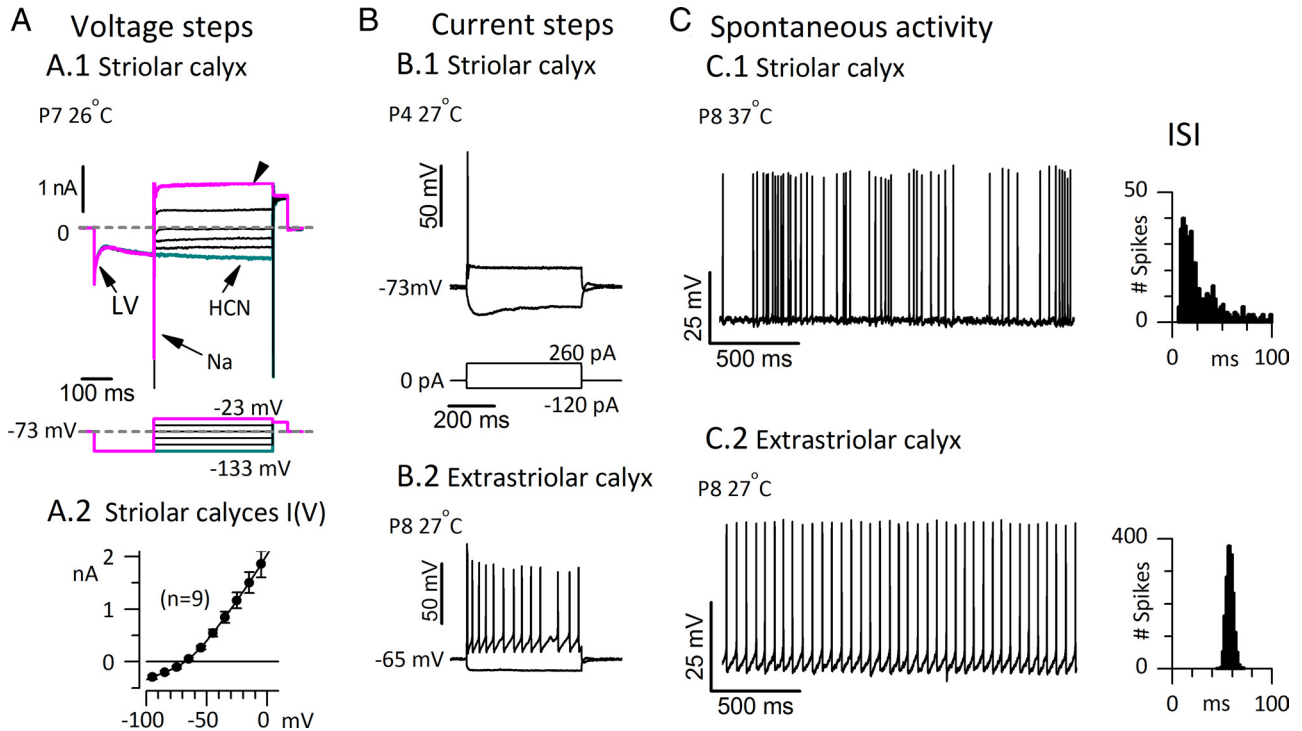 A Voltage steps
A.1 Striolar calyx
P7 26°C
1 nA
0
LV
HCN
Na
100 ms
-23 mV
-73 mV
-133 mV
A.2 Striolar calyces I(V)
2
nA
(n=9)
1
0
-100 -50 0 mV
B Current steps
B.1 Striolar calyx
P4 27°C
50 mV
-73mV
260 pA
0 pA
-120 pA
200 ms
B.2 Extrastriolar calyx
P8 27°C
50 mV
-65 mV
C Spontaneous activity
C.1 Striolar calyx
P8 37°C
25 mV
500 ms
ISI
50
# Spikes
0
0 ms 100
C.2 Extrastriolar calyx
P8 27°C
25 mV
500 ms
400
# Spikes
0
0 ms 100